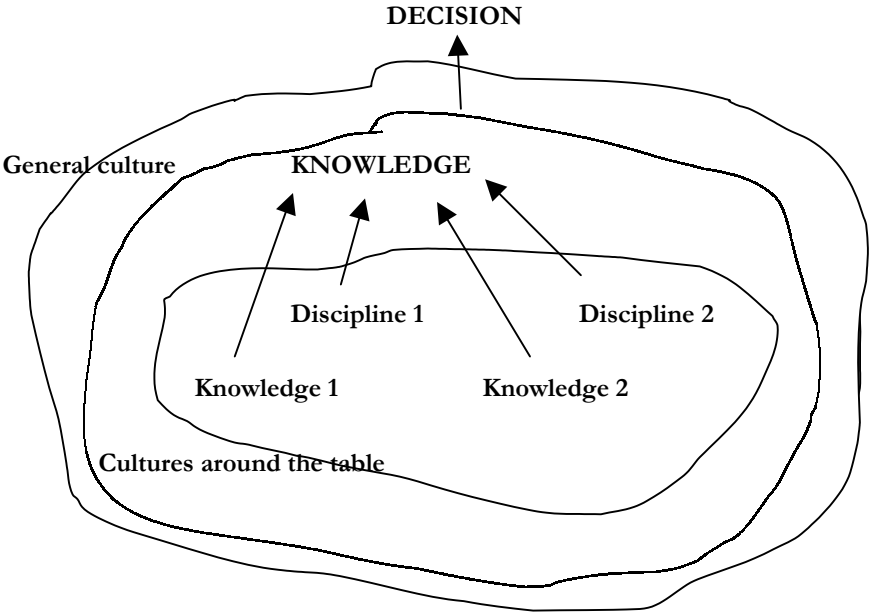 DECISION
General culture
KNOWLEDGE
Discipline 1
Discipline 2
Knowledge 1
Knowledge 2
Cultures around the table